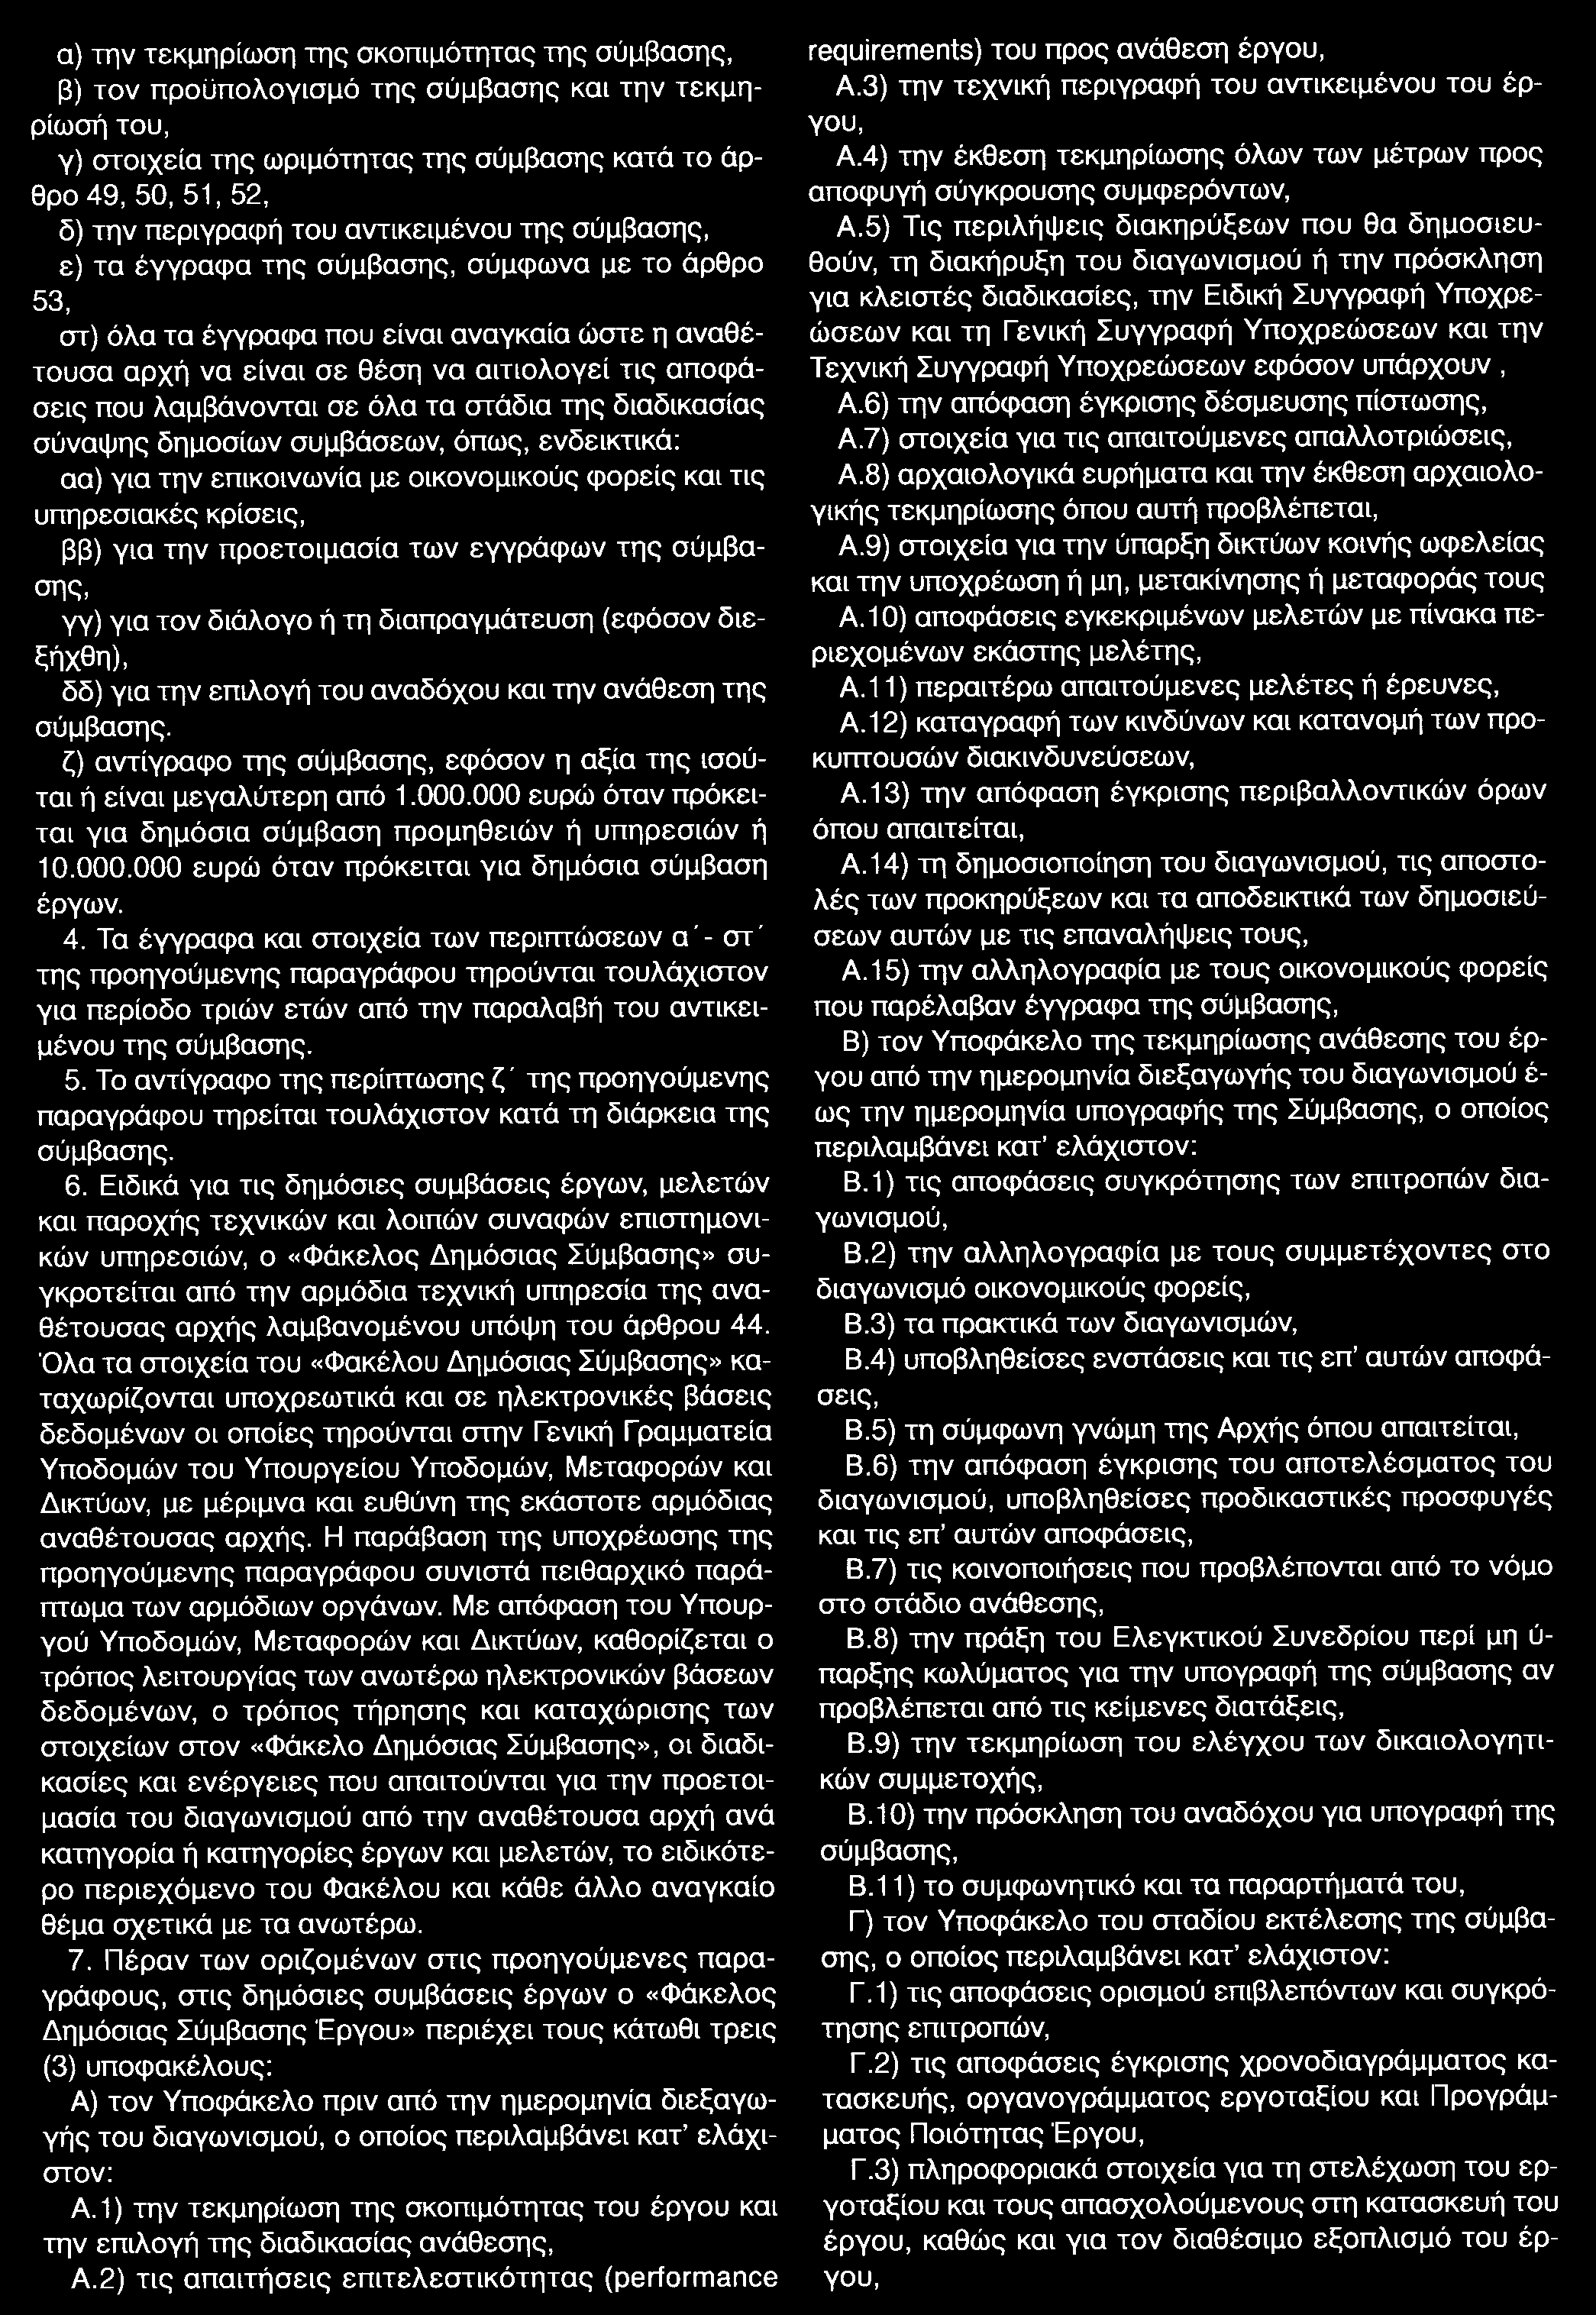 α) την τεκμηρίωση της σκοπιμότητας της σύμβασης,
β) τον προϋπολογισμό της σύμβασης και την τεκμη-
ρίωσή του,
γ) στοιχεία της ωριμότητας της σύμβασης κατά το άρ-
θρο 49, 50, 51, 52,
δ) την περιγραφή του αντικειμένου της σύμβασης,
ε) τα έγγραφα της σύμβασης, σύμφωνα με το άρθρο
53,
στ) όλα τα έγγραφα που είναι αναγκαία ώστε η αναθέ-
τουσα αρχή να είναι σε θέση να αιτιολογεί τις αποφά-
σεις που λαμβάνονται σε όλα τα στάδια της διαδικασίας
σύναψης δημοσίων συμβάσεων, όπως, ενδεικτικά:
αα) για την επικοινωνία με οικονομικούς φορείς και τις
υπηρεσιακές κρίσεις,
ββ) για την προετοιμασία των εγγράφων της σύμβα-
σης,
γγ) για τον διάλογο ή τη διαπραγμάτευση (εφόσον διε-
ξήχθη),
δδ) για την επιλογή του αναδόχου και την ανάθεση της
σύμβασης.
ζ) αντίγραφο της σύμβασης, εφόσον η αξία της ισού-
ται ή είναι μεγαλύτερη από 1.000.000 ευρώ όταν πρόκει-
ται για δημόσια σύμβαση προμηθειών ή υπηρεσιών ή
10.000.000 ευρώ όταν πρόκειται για δημόσια σύμβαση
έργων.
4. Τα έγγραφα και στοιχεία των περιπτώσεων α΄- στ΄
της προηγούμενης παραγράφου τηρούνται τουλάχιστον
για περίοδο τριών ετών από την παραλαβή του αντικει-
μένου της σύμβασης.
5. Το αντίγραφο της περίπτωσης ζ΄ της προηγούμενης
παραγράφου τηρείται τουλάχιστον κατά τη διάρκεια της
σύμβασης.
6. Ειδικά για τις δημόσιες συμβάσεις έργων, μελετών
και παροχής τεχνικών και λοιπών συναφών επιστημονι-
κών υπηρεσιών, ο «Φάκελος Δημόσιας Σύμβασης» συ-
γκροτείται από την αρμόδια τεχνική υπηρεσία της ανα-
θέτουσας αρχής λαμβανομένου υπόψη του άρθρου 44.
Όλα τα στοιχεία του «Φακέλου Δημόσιας Σύμβασης» κα-
ταχωρίζονται υποχρεωτικά και σε ηλεκτρονικές βάσεις
δεδομένων οι οποίες τηρούνται στην Γενική Γραμματεία
Υποδομών του Υπουργείου Υποδομών, Μεταφορών και
Δικτύων, με μέριμνα και ευθύνη της εκάστοτε αρμόδιας
αναθέτουσας αρχής. Η παράβαση της υποχρέωσης της
προηγούμενης παραγράφου συνιστά πειθαρχικό παρά-
πτωμα των αρμόδιων οργάνων. Με απόφαση του Υπουρ-
γού Υποδομών, Μεταφορών και Δικτύων, καθορίζεται ο
τρόπος λειτουργίας των ανωτέρω ηλεκτρονικών βάσεων
δεδομένων, ο τρόπος τήρησης και καταχώρισης των
στοιχείων στον «Φάκελο Δημόσιας Σύμβασης», οι διαδι-
κασίες και ενέργειες που απαιτούνται για την προετοι-
μασία του διαγωνισμού από την αναθέτουσα αρχή ανά
κατηγορία ή κατηγορίες έργων και μελετών, το ειδικότε-
ρο περιεχόμενο του Φακέλου και κάθε άλλο αναγκαίο
θέμα σχετικά με τα ανωτέρω.
7. Πέραν των οριζομένων στις προηγούμενες παρα-
γράφους, στις δημόσιες συμβάσεις έργων ο «Φάκελος
Δημόσιας Σύμβασης Έργου» περιέχει τους κάτωθι τρεις
(3) υποφακέλους:
Α) τον Υποφάκελο πριν από την ημερομηνία διεξαγω-
γής του διαγωνισμού, ο οποίος περιλαμβάνει κατ’ ελάχι-
στον:
Α.1) την τεκμηρίωση της σκοπιμότητας του έργου και
την επιλογή της διαδικασίας ανάθεσης,
Α.2) τις απαιτήσεις επιτελεστικότητας (performance
requirements) του προς ανάθεση έργου,
Α.3) την τεχνική περιγραφή του αντικειμένου του έρ-
γου,
Α.4) την έκθεση τεκμηρίωσης όλων των μέτρων προς
αποφυγή σύγκρουσης συμφερόντων,
Α.5) Τις περιλήψεις διακηρύξεων που θα δημοσιευ-
θούν, τη διακήρυξη του διαγωνισμού ή την πρόσκληση
για κλειστές διαδικασίες, την Ειδική Συγγραφή Υποχρε-
ώσεων και τη Γενική Συγγραφή Υποχρεώσεων και την
Τεχνική Συγγραφή Υποχρεώσεων εφόσον υπάρχουν ,
Α.6) την απόφαση έγκρισης δέσμευσης πίστωσης,
Α.7) στοιχεία για τις απαιτούμενες απαλλοτριώσεις,
Α.8) αρχαιολογικά ευρήματα και την έκθεση αρχαιολο-
γικής τεκμηρίωσης όπου αυτή προβλέπεται,
Α.9) στοιχεία για την ύπαρξη δικτύων κοινής ωφελείας
και την υποχρέωση ή μη, μετακίνησης ή μεταφοράς τους
Α.10) αποφάσεις εγκεκριμένων μελετών με πίνακα πε-
ριεχομένων εκάστης μελέτης,
Α.11) περαιτέρω απαιτούμενες μελέτες ή έρευνες,
Α.12) καταγραφή των κινδύνων και κατανομή των προ-
κυπτουσών διακινδυνεύσεων,
Α.13) την απόφαση έγκρισης περιβαλλοντικών όρων
όπου απαιτείται,
Α.14) τη δημοσιοποίηση του διαγωνισμού, τις αποστο-
λές των προκηρύξεων και τα αποδεικτικά των δημοσιεύ-
σεων αυτών με τις επαναλήψεις τους,
Α.15) την αλληλογραφία με τους οικονομικούς φορείς
που παρέλαβαν έγγραφα της σύμβασης,
Β) τον Υποφάκελο της τεκμηρίωσης ανάθεσης του έρ-
γου από την ημερομηνία διεξαγωγής του διαγωνισμού έ-
ως την ημερομηνία υπογραφής της Σύμβασης, ο οποίος
περιλαμβάνει κατ’ ελάχιστον:
Β.1) τις αποφάσεις συγκρότησης των επιτροπών δια-
γωνισμού,
Β.2) την αλληλογραφία με τους συμμετέχοντες στο
διαγωνισμό οικονομικούς φορείς,
Β.3) τα πρακτικά των διαγωνισμών,
Β.4) υποβληθείσες ενστάσεις και τις επ’ αυτών αποφά-
σεις,
Β.5) τη σύμφωνη γνώμη της Αρχής όπου απαιτείται,
Β.6) την απόφαση έγκρισης του αποτελέσματος του
διαγωνισμού, υποβληθείσες προδικαστικές προσφυγές
και τις επ’ αυτών αποφάσεις,
Β.7) τις κοινοποιήσεις που προβλέπονται από το νόμο
στο στάδιο ανάθεσης,
Β.8) την πράξη του Ελεγκτικού Συνεδρίου περί μη ύ-
παρξης κωλύματος για την υπογραφή της σύμβασης αν
προβλέπεται από τις κείμενες διατάξεις,
Β.9) την τεκμηρίωση του ελέγχου των δικαιολογητι-
κών συμμετοχής,
Β.10) την πρόσκληση του αναδόχου για υπογραφή της
σύμβασης,
Β.11) το συμφωνητικό και τα παραρτήματά του,
Γ) τον Υποφάκελο του σταδίου εκτέλεσης της σύμβα-
σης, ο οποίος περιλαμβάνει κατ’ ελάχιστον:
Γ.1) τις αποφάσεις ορισμού επιβλεπόντων και συγκρό-
τησης επιτροπών,
Γ.2) τις αποφάσεις έγκρισης χρονοδιαγράμματος κα-
τασκευής, οργανογράμματος εργοταξίου και Προγράμ-
ματος Ποιότητας Έργου,
Γ.3) πληροφοριακά στοιχεία για τη στελέχωση του ερ-
γοταξίου και τους απασχολούμενους στη κατασκευή του
έργου, καθώς και για τον διαθέσιμο εξοπλισμό του έρ-
γου,